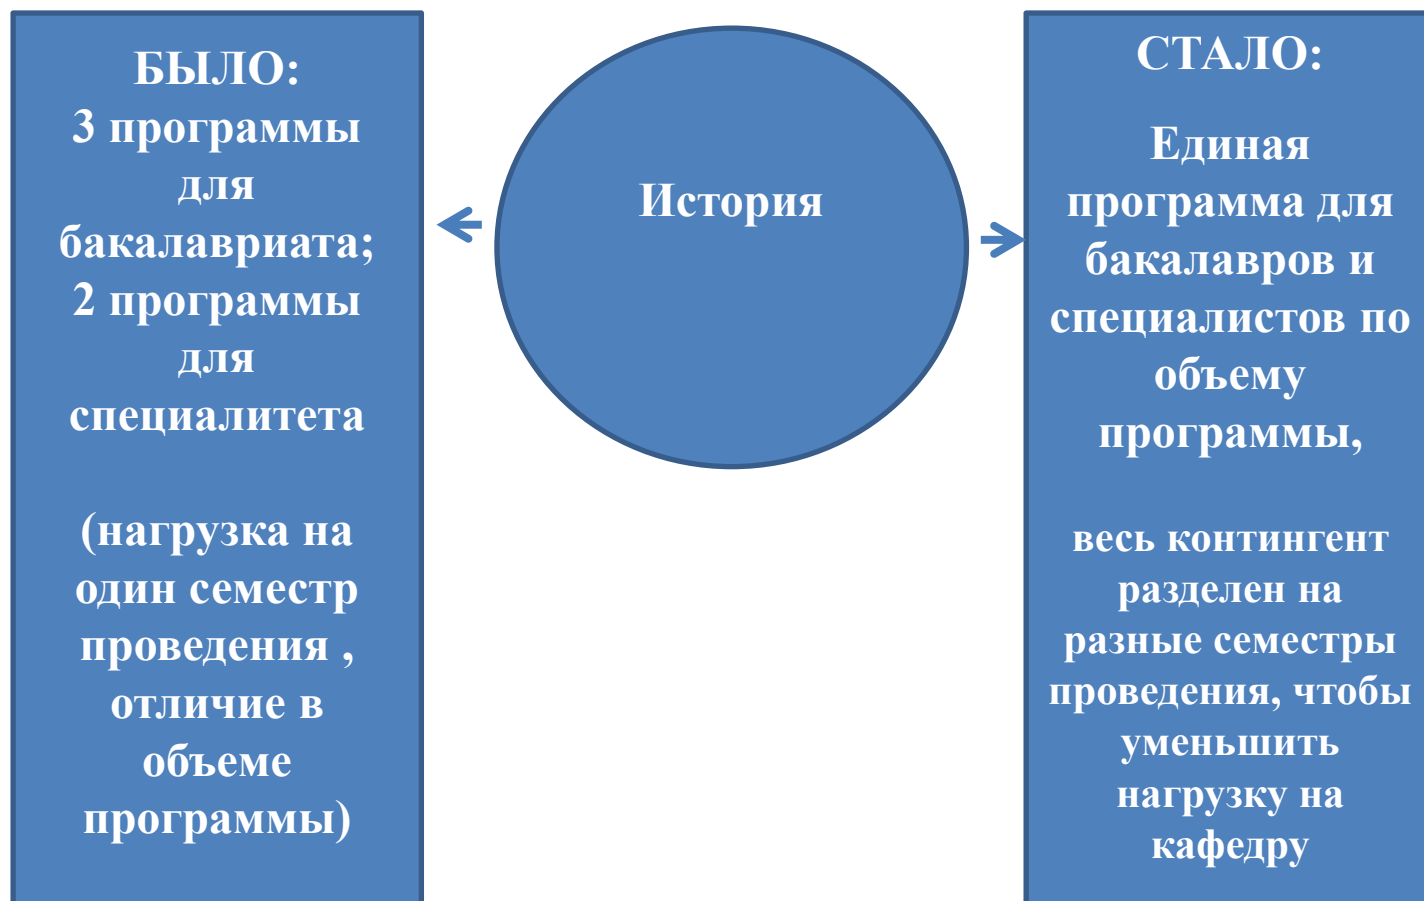 БЫЛО:
3 программы
для
бакалавриата;
2 программы
для
специалитета
(нагрузка на
один семестр
проведения ,
отличие в
объеме
программы)
История
СТАЛО:
Единая
программа для
бакалавров и
специалистов по
объему
программы,
весь контингент
разделен на
разные семестры
проведения, чтобы
уменьшить
нагрузку на
кафедру